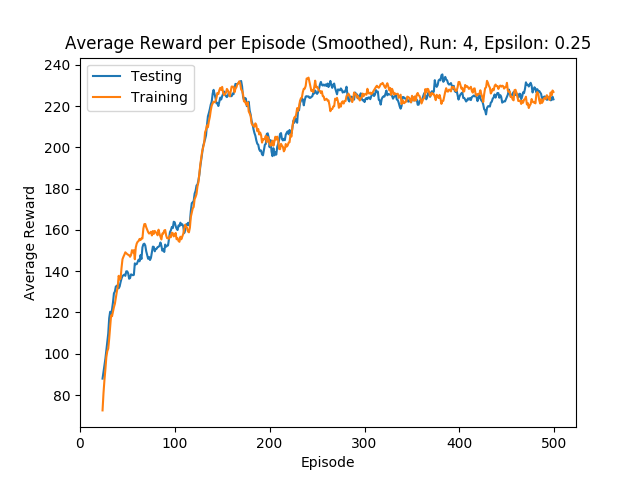 Average Reward per Episode (Smoothed), Run: 4, Epsilon: 0.25
Testing
Training
240
220
200
180
160
140
120
100
80
Average Reward
0 100 200 300 400 500
Episode